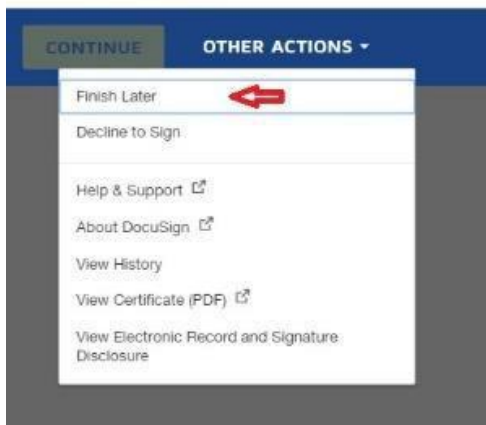 CONTINUE OTHER ACTIONS
Finish Later
Decline to Sign
Help & Support
About DocuSign
View History
View Certificate (PDF)
View Electronic Record and Signature
Disclosure